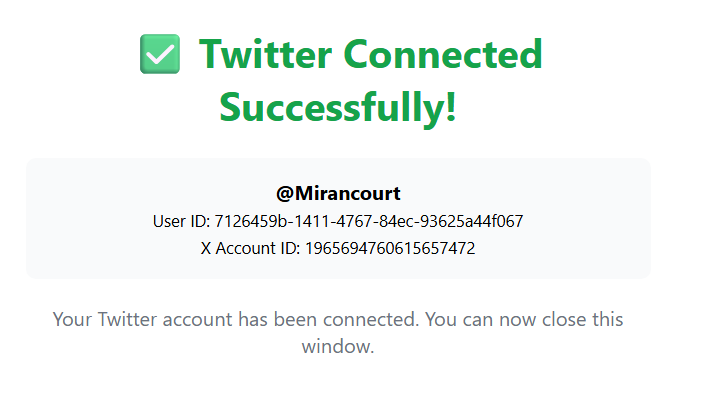 ✅ Twitter Connected
Successfully!
@Mirancourt
User ID: 7126459b-1411-4767-84ec-93625a44f067
X Account ID: 1965694760615657472
Your Twitter account has been connected. You can now close this
window.